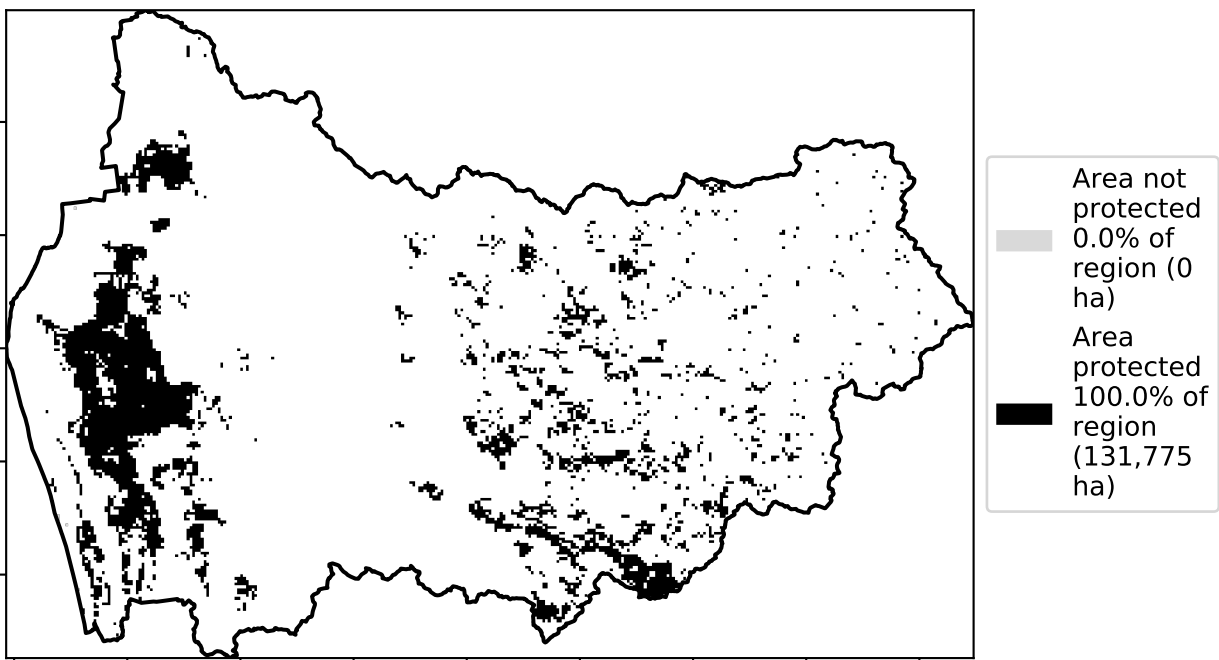 Area not
protected
0.0% of
region (0
ha)
Area
protected
100.0% of
region
(131,775
ha)